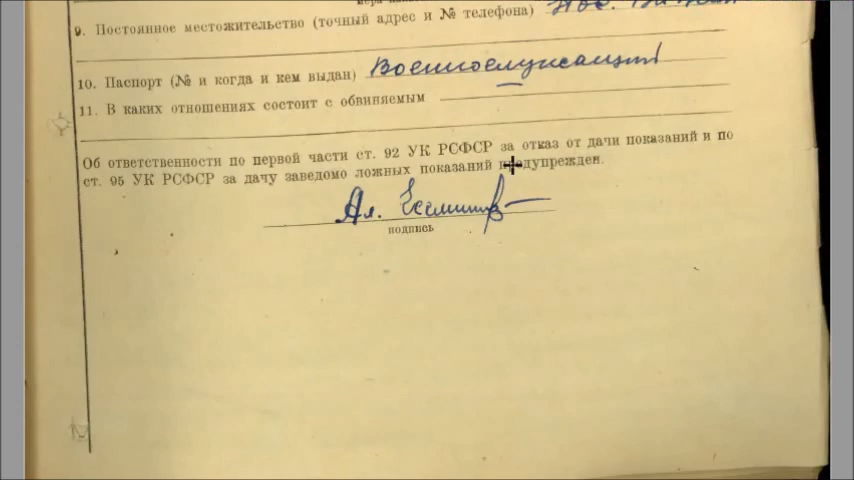 9. Постоянное местожительство (точный адрес и № телефона)
10. Паспорт (№ и когда и кем выдан) Военнослужащий
11. В каких отношениях состоит с обвиняемым
Об ответственности по первой части ст. 92 УК РСФСР за отказ от дачи показаний и по
ст. 95 УК РСФСР за дачу заведомо ложных показаний предупрежден.
Ал.
подпись